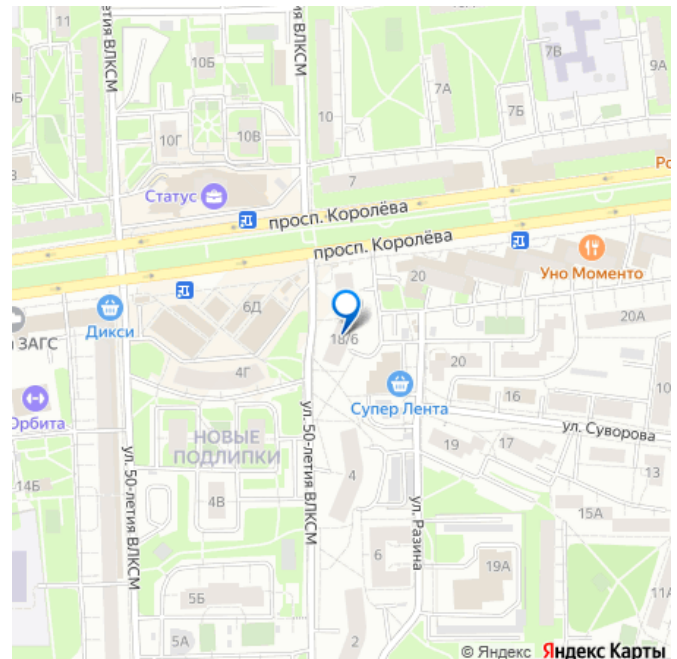 11
10Б
7В
9А
7А
7Б
10
10Г
10В
ул. 50-летия ВЛКСМ
7
Статус
просп. Королёва
просп. Королёва
20
Уно Моменто
6Д
Дикси
ЗАГС
18/6
20А
4Г
20
Супер Лента
16
Орбита
ул. Суворова
НОВЫЕ
ПОДЛИПКИ
19
17
13
14Б
4В
4
15А
ул. 50-летия ВЛКСМ
ул. 50-летия ВЛКСМ
ул. Разина
6
19А
5Б
5А
2
© Яндекс Яндекс Карты